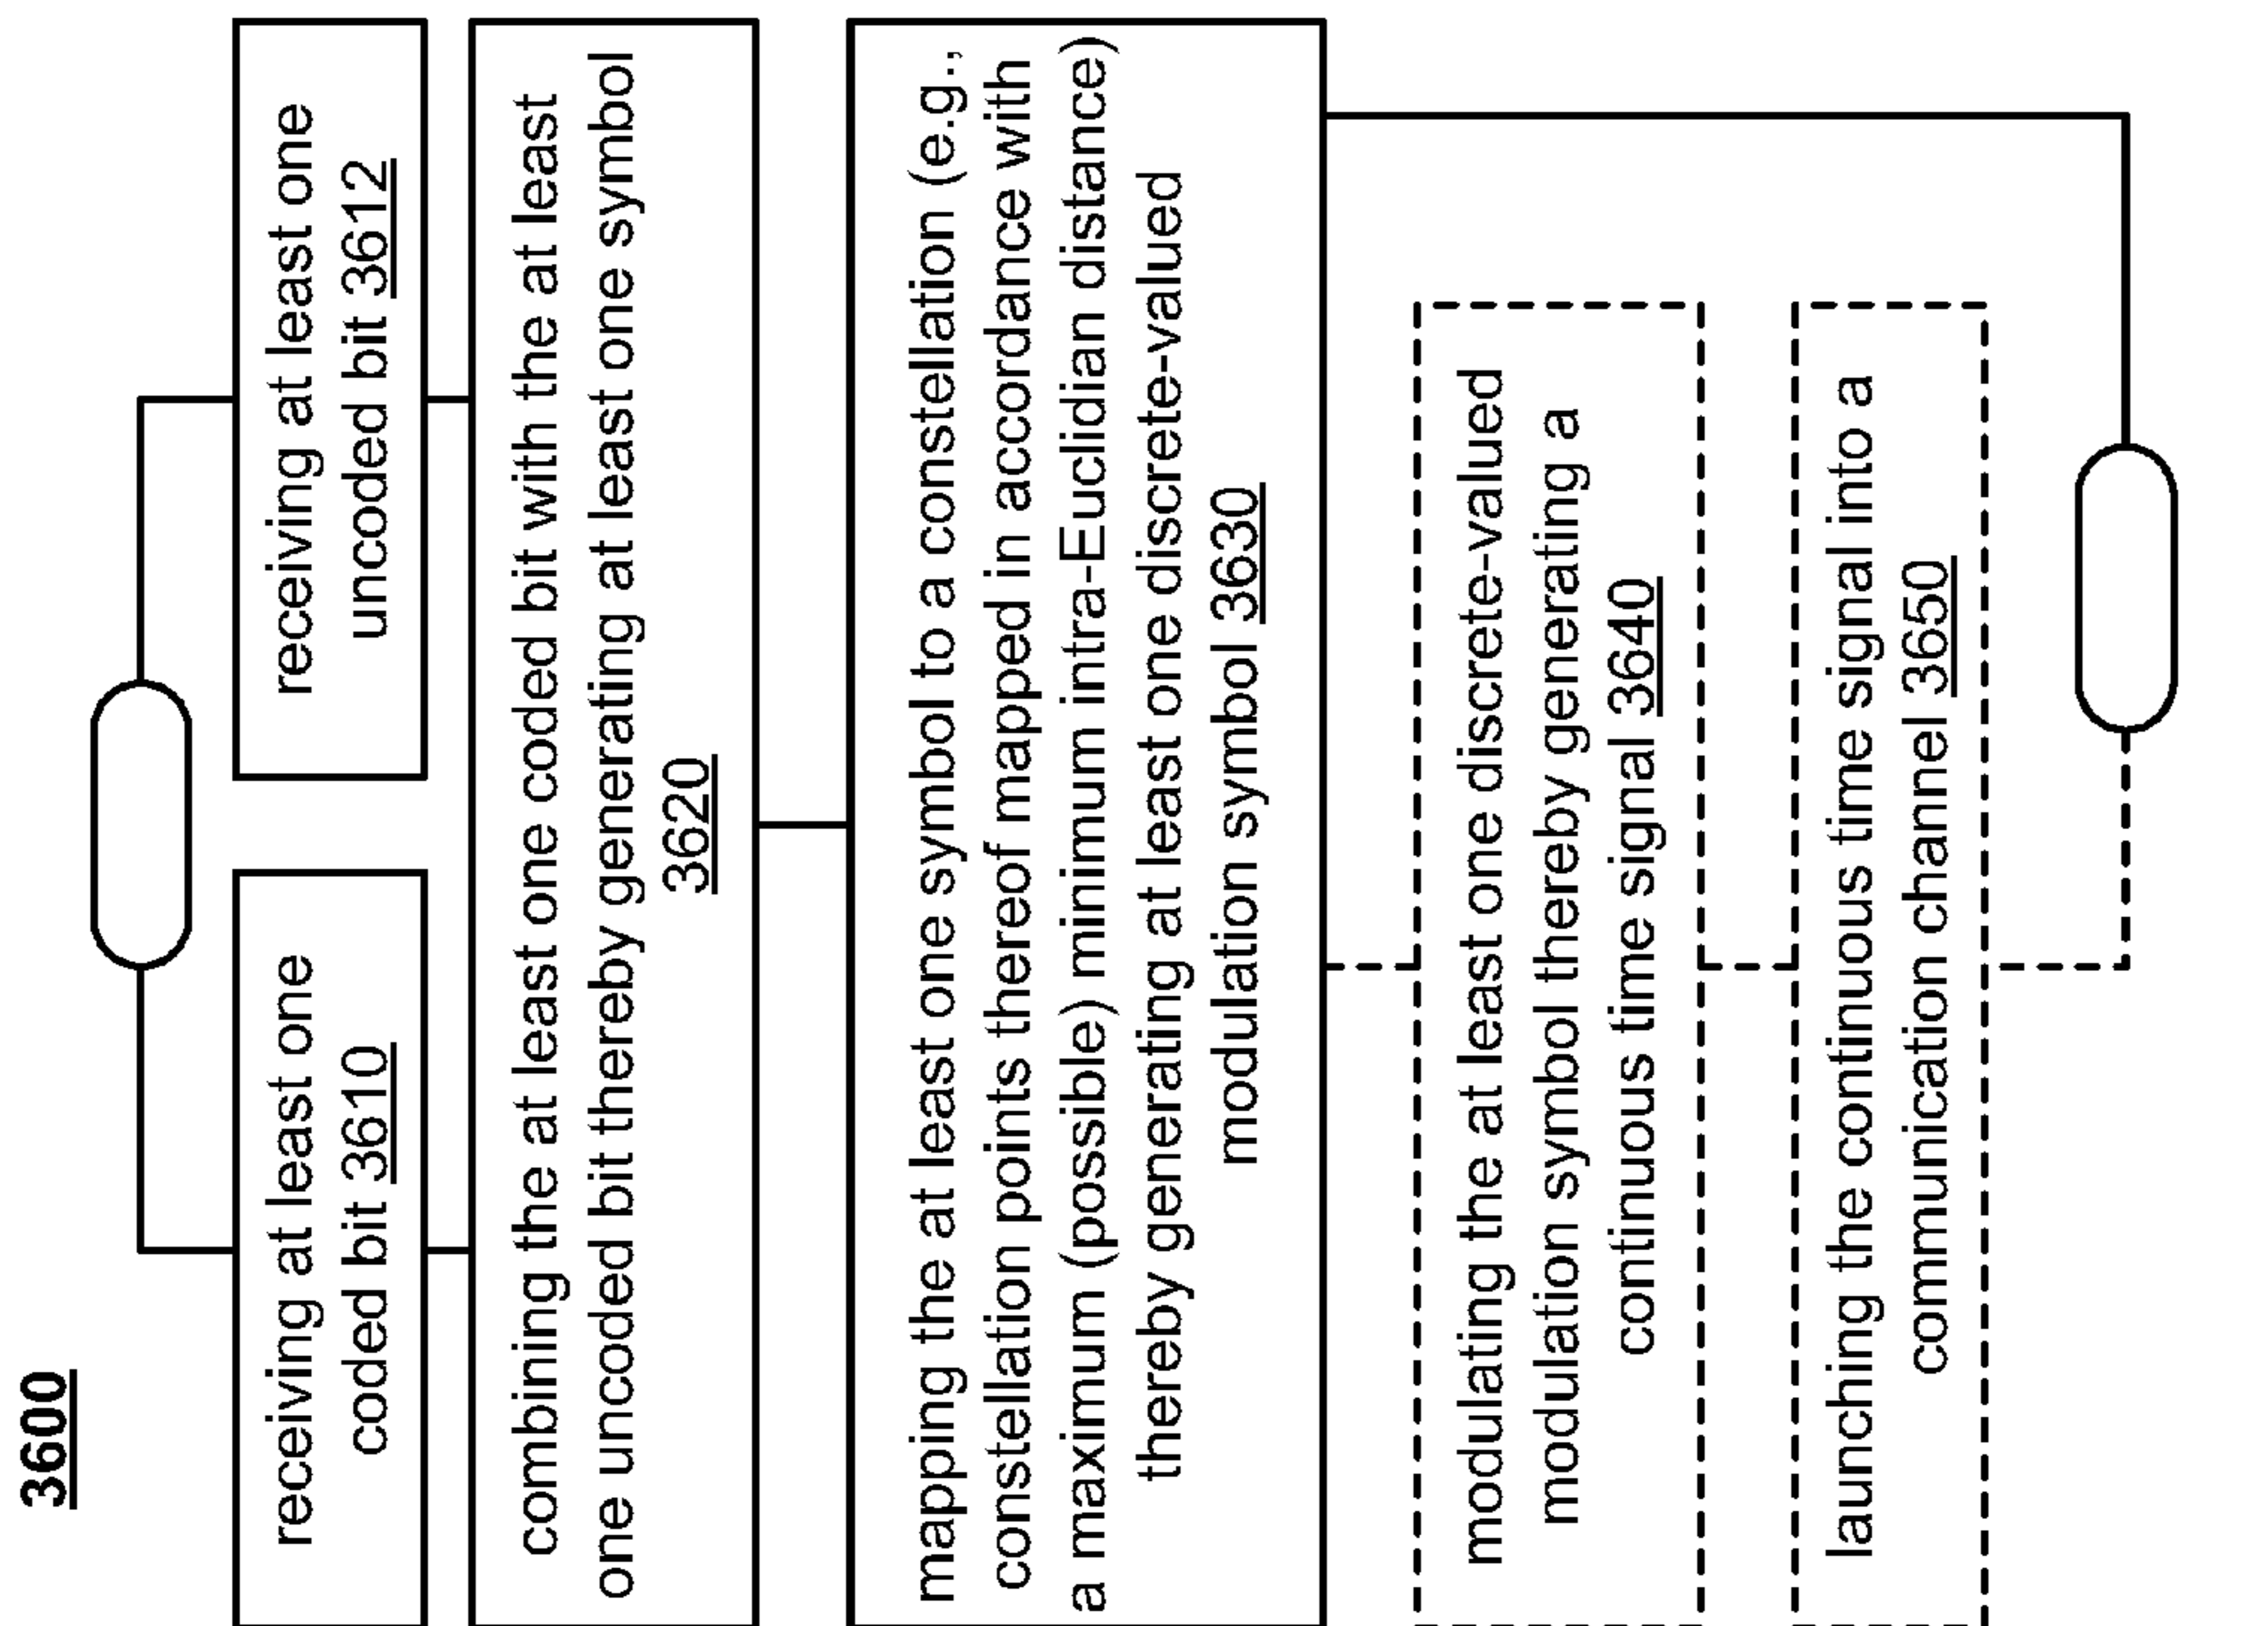 3600
receiving at least one
coded bit 3610
receiving at least one
uncoded bit 3612
combining the at least one coded bit with the at least
one uncoded bit thereby generating at least one symbol
3620
mapping the at least one symbol to a constellation (e.g.,
constellation points thereof mapped in accordance with
a maximum (possible) minimum intra-Euclidian distance)
thereby generating at least one discrete-valued
modulation symbol 3630
modulating the at least one discrete-valued
modulation symbol thereby generating a
continuous time signal 3640
launching the continuous time signal into a
communication channel 3650